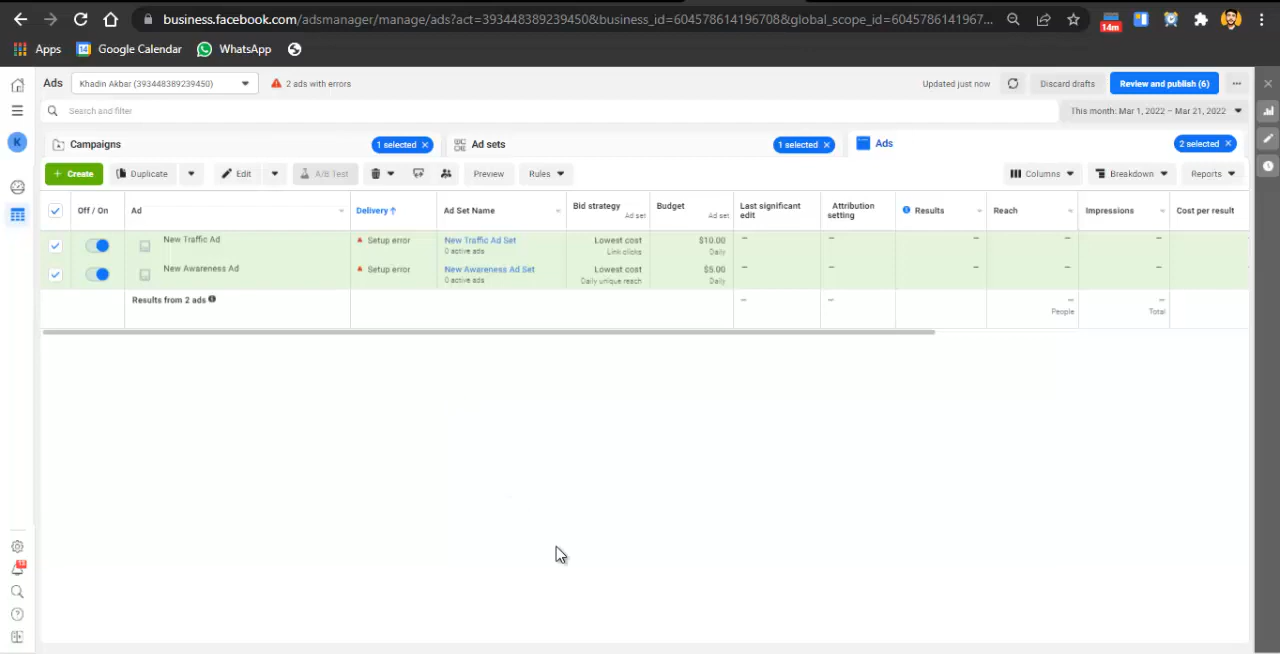 business.facebook.com/adsmanager/manage/ads?act=393448389239450&business_id=604578614196708&global_scope_id=6045786141967...
14m
Apps
Google Calendar
WhatsApp
Ads
Khadin Akbar (393448389239450)
2 ads with errors
Updated just now
Discard drafts
Review and publish (6)
Search and filter
This month: Mar 1, 2022 – Mar 21, 2022
Campaigns
1 selected
Ad sets
1 selected
Ads
2 selected
K
+ Create
Duplicate
Edit
A/B Test
Preview
Rules
Columns
Breakdown
Reports
Off / On
Ad
Delivery ↑
Ad Set Name
Bid strategy
Ad set
Budget
Ad set
Last significant
edit
Attribution
setting
Results
Reach
Impressions
Cost per result
New Traffic Ad
Setup error
New Traffic Ad Set
0 active ads
Lowest cost
Link clicks
$10.00
Daily
—
—
—
—
—
New Awareness Ad
Setup error
New Awareness Ad Set
0 active ads
Lowest cost
Daily unique reach
$5.00
Daily
—
—
—
—
—
Results from 2 ads
—
—
—
People
—
Total